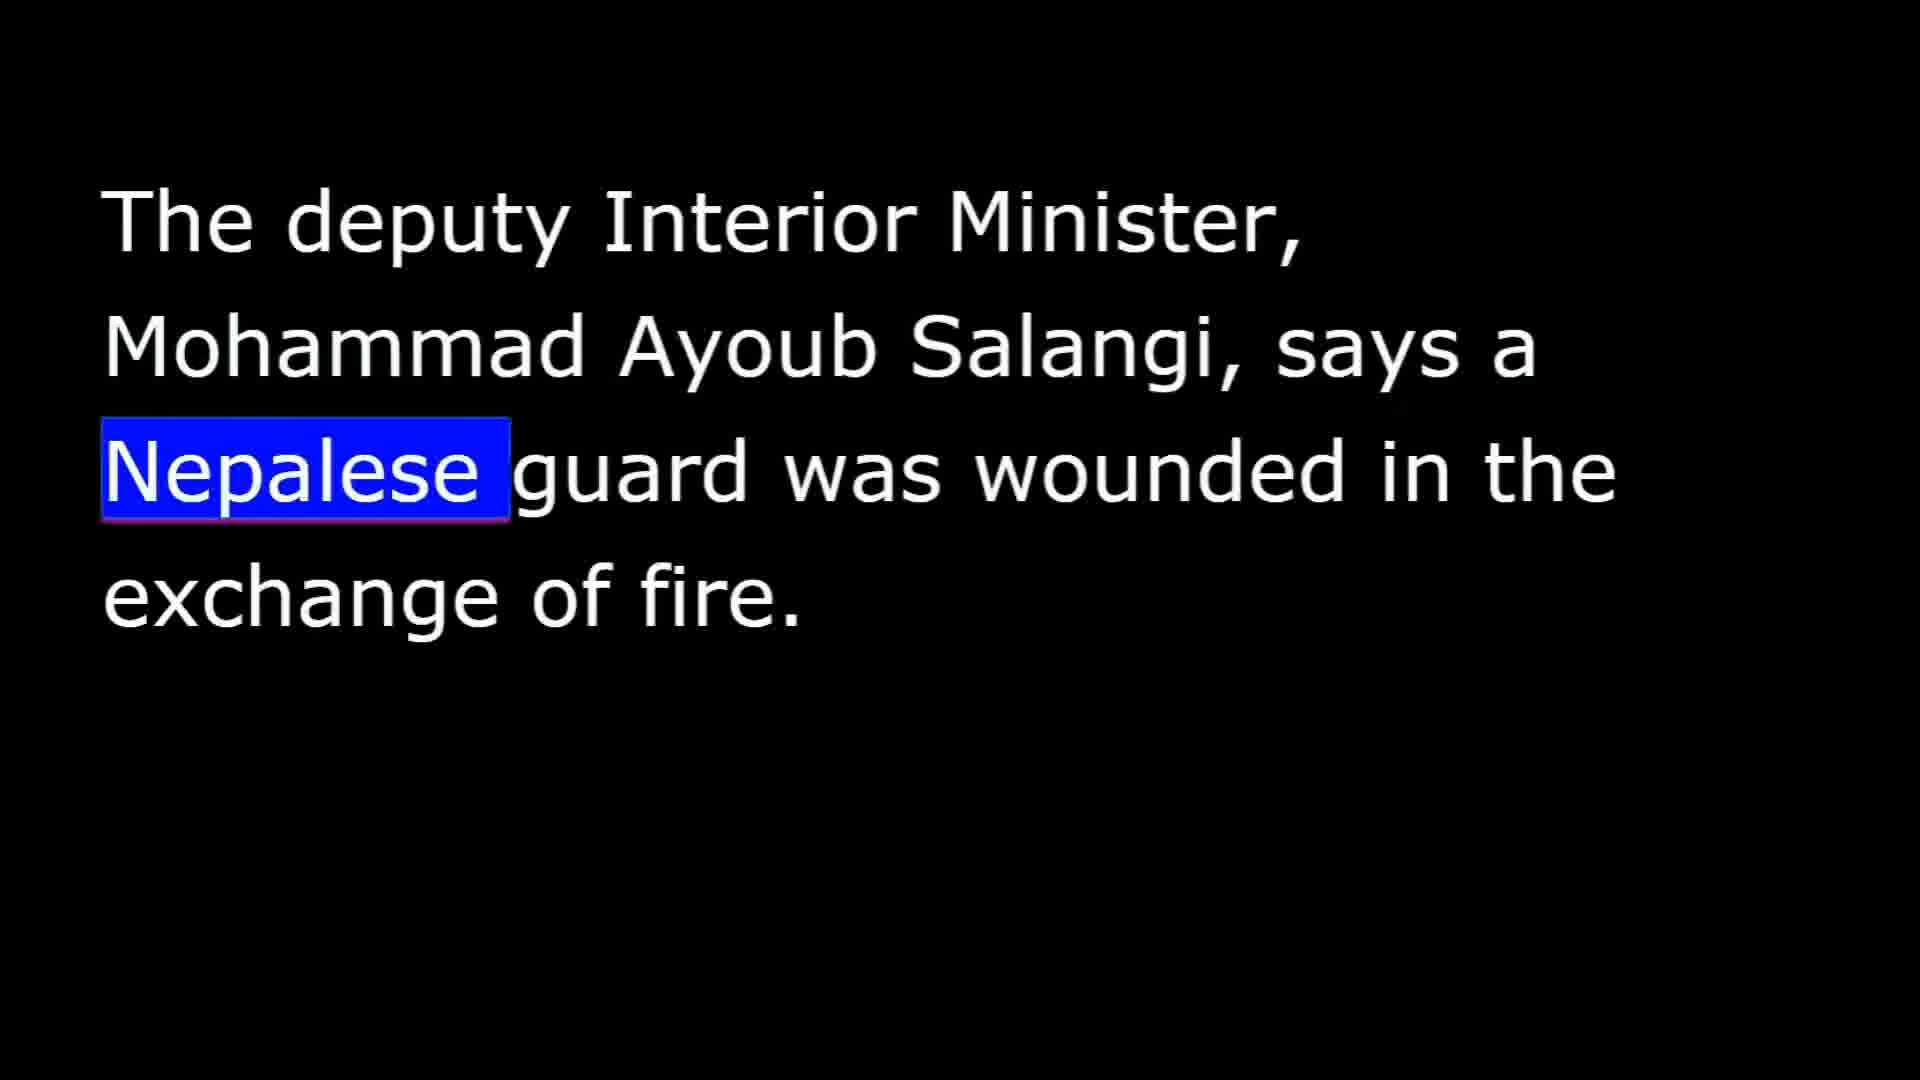 The deputy Interior Minister,
Mohammad Ayoub Salangi, says a
Nepalese guard was wounded in the
exchange of fire.